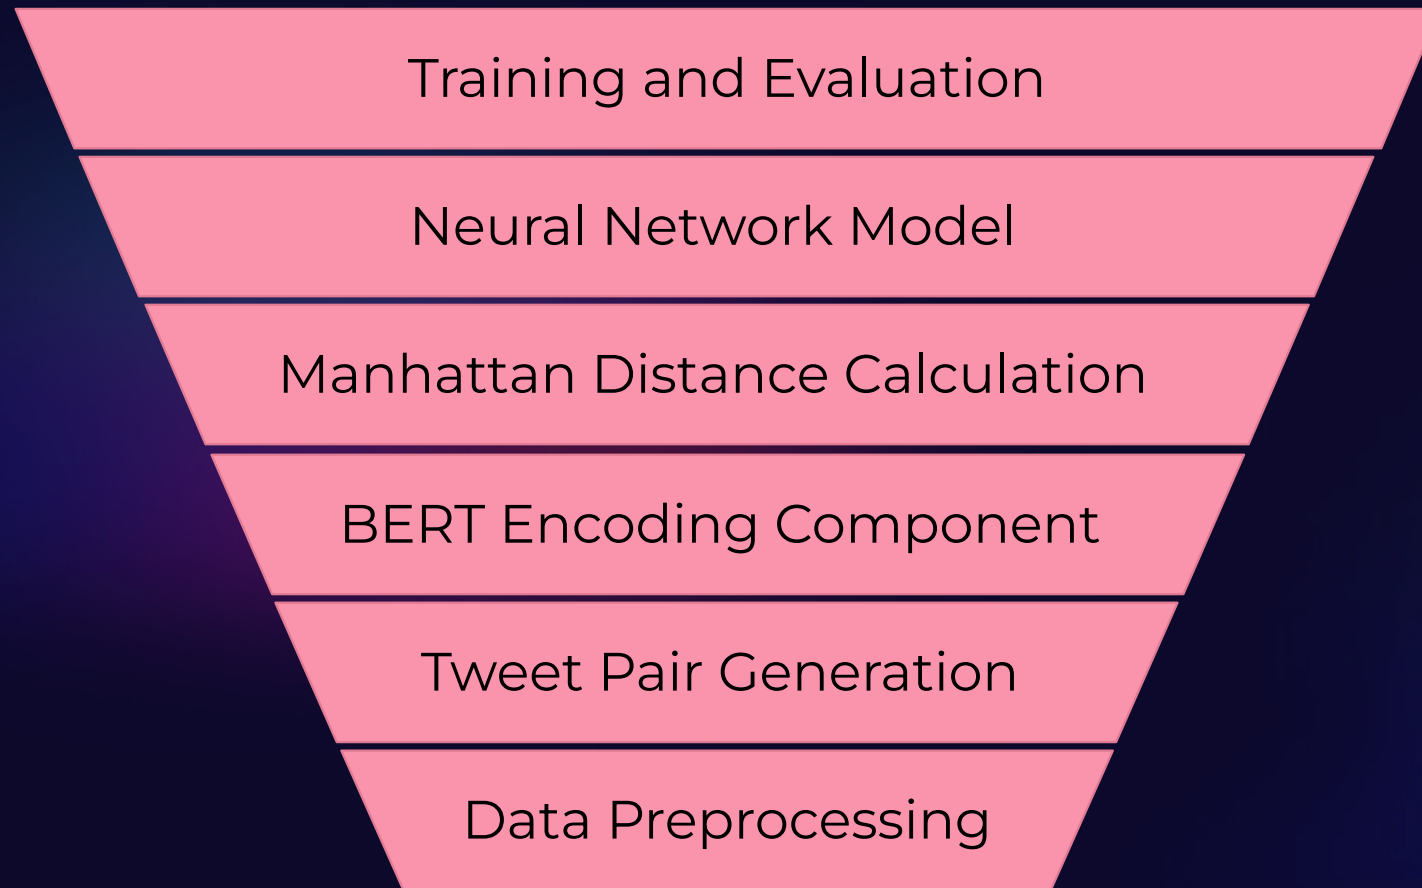 Training and Evaluation
Neural Network Model
Manhattan Distance Calculation
BERT Encoding Component
Tweet Pair Generation
Data Preprocessing